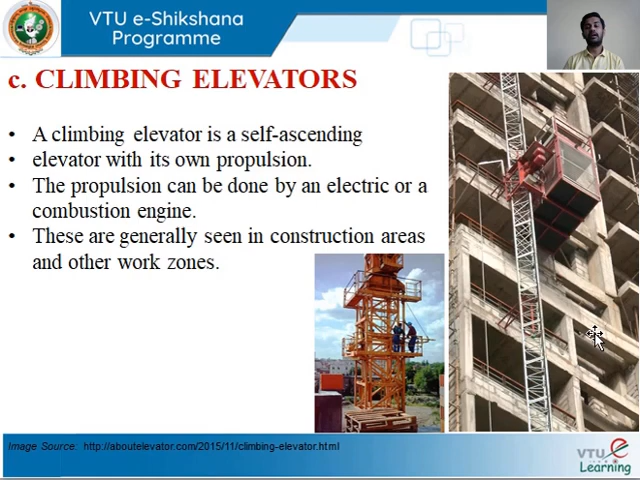 VTU e-Shikshana
Programme
c. CLIMBING ELEVATORS
• A climbing elevator is a self-ascending
• elevator with its own propulsion.
• The propulsion can be done by an electric or a
combustion engine.
• These are generally seen in construction areas
and other work zones.
Image Source: http://aboutelevator.com/2015/11/climbing-elevator.html
VTU e
Learning